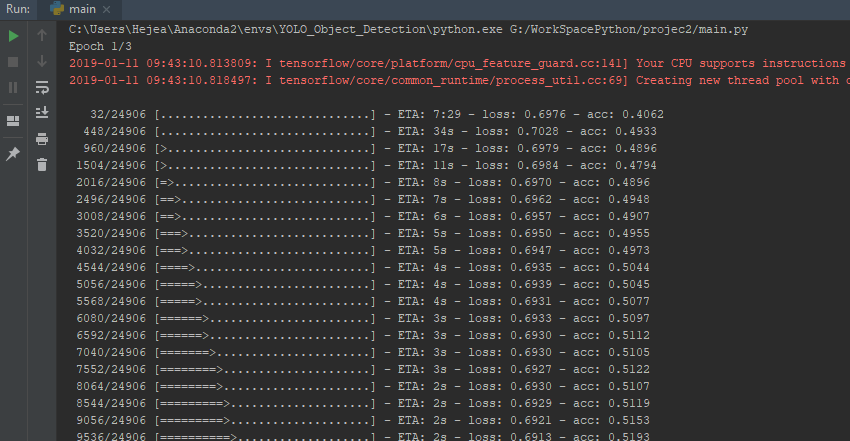 Run: main
C:\Users\Hejea\Anaconda2\envs\YOLO_Object_Detection\python.exe G:/WorkSpacePython/projec2/main.py
Epoch 1/3
2019-01-11 09:43:10.813809: I tensorflow/core/platform/cpu_feature_guard.cc:141] Your CPU supports instructions
2019-01-11 09:43:10.818497: I tensorflow/core/common_runtime/process_util.cc:69] Creating new thread pool with
32/24906 [..............................] - ETA: 7:29 - loss: 0.6976 - acc: 0.4062
448/24906 [..............................] - ETA: 34s - loss: 0.7028 - acc: 0.4933
960/24906 [>.............................] - ETA: 17s - loss: 0.6979 - acc: 0.4896
1504/24906 [>.............................] - ETA: 11s - loss: 0.6984 - acc: 0.4794
2016/24906 [=>............................] - ETA: 8s - loss: 0.6970 - acc: 0.4896
2496/24906 [==>...........................] - ETA: 7s - loss: 0.6962 - acc: 0.4948
3008/24906 [==>...........................] - ETA: 6s - loss: 0.6957 - acc: 0.4907
3520/24906 [===>..........................] - ETA: 5s - loss: 0.6950 - acc: 0.4955
4032/24906 [===>..........................] - ETA: 5s - loss: 0.6947 - acc: 0.4973
4544/24906 [====>.........................] - ETA: 4s - loss: 0.6935 - acc: 0.5044
5056/24906 [=====>........................] - ETA: 4s - loss: 0.6939 - acc: 0.5045
5568/24906 [=====>........................] - ETA: 4s - loss: 0.6931 - acc: 0.5077
6080/24906 [======>.......................] - ETA: 3s - loss: 0.6933 - acc: 0.5097
6592/24906 [======>.......................] - ETA: 3s - loss: 0.6930 - acc: 0.5112
7040/24906 [=======>......................] - ETA: 3s - loss: 0.6930 - acc: 0.5105
7552/24906 [=======>......................] - ETA: 3s - loss: 0.6927 - acc: 0.5122
8064/24906 [========>.....................] - ETA: 2s - loss: 0.6930 - acc: 0.5107
8544/24906 [=========>....................] - ETA: 2s - loss: 0.6929 - acc: 0.5119
9056/24906 [=========>....................] - ETA: 2s - loss: 0.6921 - acc: 0.5153
9536/24906 [==========>...................] - ETA: 2s - loss: 0.6913 - acc: 0.5193